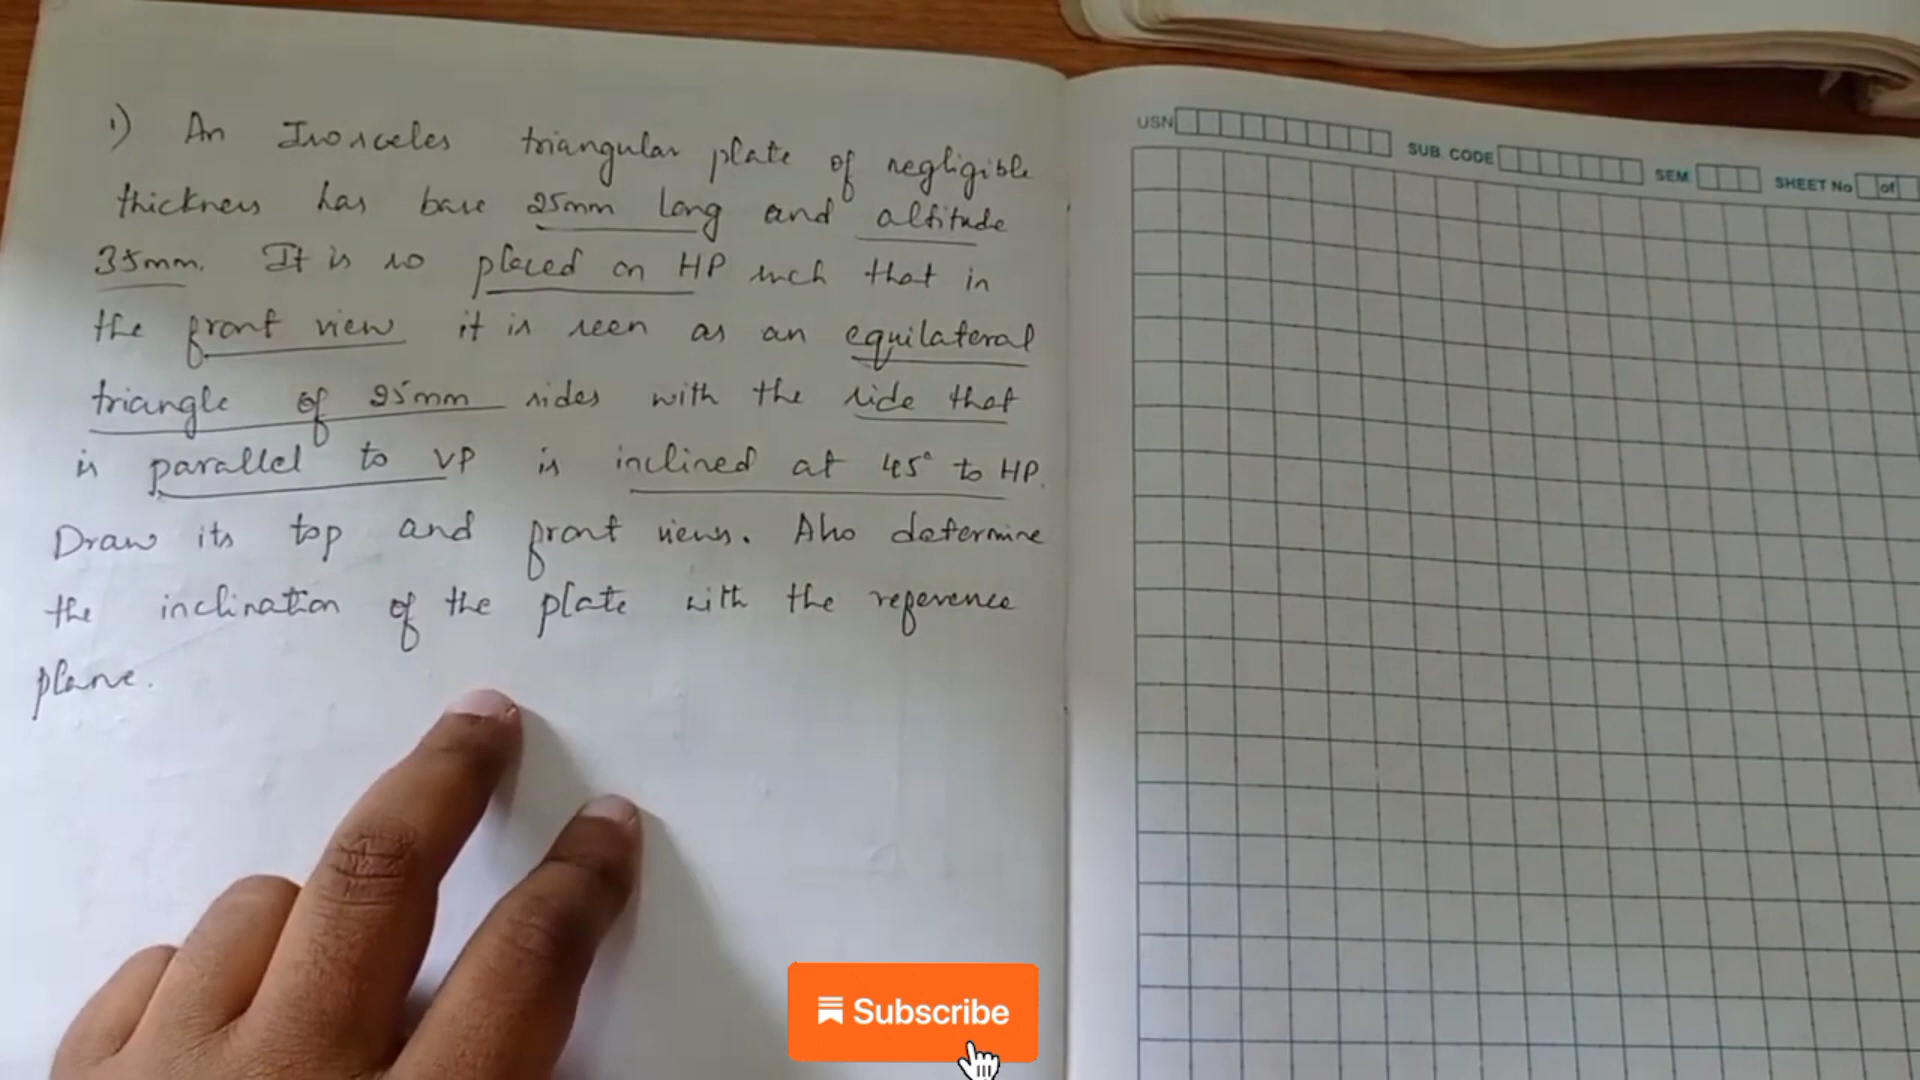 1) An Isosceles triangular plate of negligible
thickness has base 25mm long and altitude
35mm. It is so placed on HP such that in
the front view it is seen as an equilateral
triangle of 25mm sides with the side that
is parallel to VP is inclined at 45° to HP.
Draw its top and front views. Also determine
the inclination of the plate with the reference
plane.
USN
SUB. CODE
SEM
SHEET No of
Subscribe